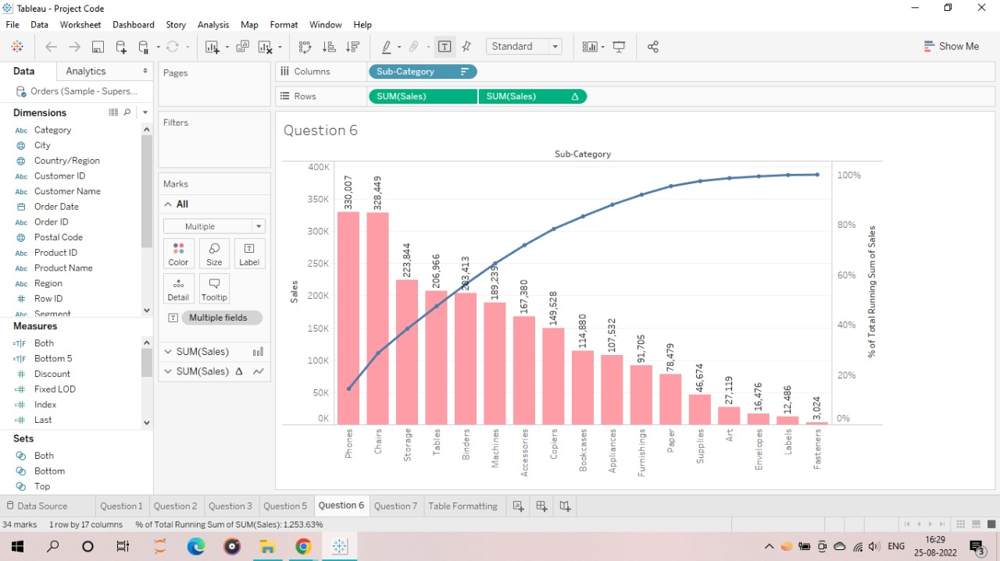 Tableau - Project Code
File Data Worksheet Dashboard Story Analysis Map Format Window Help
Standard
Show Me
Data
Analytics
Orders (Sample - Supers...
Dimensions
Abc Category
City
Country/Region
Abc Customer ID
Abc Customer Name
Order Date
Abc Order ID
Postal Code
Abc Product ID
Abc Product Name
Abc Region
# Row ID
Abc Segment
Measures
=T|F Both
=T|F Bottom 5
# Discount
=# Fixed LOD
=# Index
=# Last
Sets
Both
Bottom
Top
Pages
Filters
Marks
All
Multiple
Color Size Label
Detail Tooltip
Multiple fields
SUM(Sales)
SUM(Sales) Δ
Columns
Sub-Category
Rows
SUM(Sales) SUM(Sales) Δ
Question 6
Sub-Category
Sales
400K
350K
300K
250K
200K
150K
100K
50K
0K
330,007
328,449
223,844
206,966
203,413
189,239
167,380
149,528
114,880
107,532
91,705
78,479
46,674
27,119
16,476
12,486
3,024
100%
80%
60%
40%
20%
0%
% of Total Running Sum of Sales
Phones
Chairs
Storage
Tables
Binders
Machines
Accessories
Copiers
Bookcases
Appliances
Furnishings
Paper
Supplies
Art
Envelopes
Labels
Fasteners
Data Source Question 1 Question 2 Question 3 Question 5 Question 6 Question 7 Table Formatting
34 marks 1 row by 17 columns % of Total Running Sum of SUM(Sales): 1,253.63%
ENG
16:29
25-08-2022
3